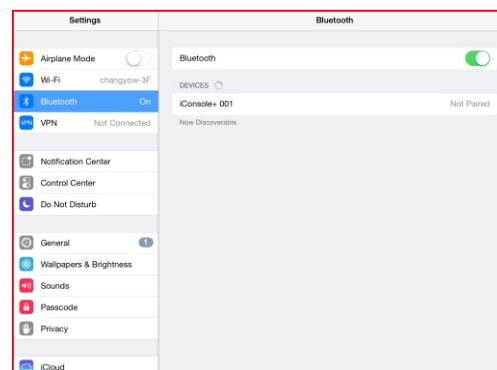 Settings
Bluetooth
Airplane Mode
Wi-Fi changyow-3F
Bluetooth On
VPN VPN Not Connected
Notification Center
Control Center
Do Not Disturb
General 1
Wallpapers & Brightness
Sounds
Passcode
Privacy
iCloud
Bluetooth
DEVICES
iConsole+ 001 Not Paired
Now Discoverable